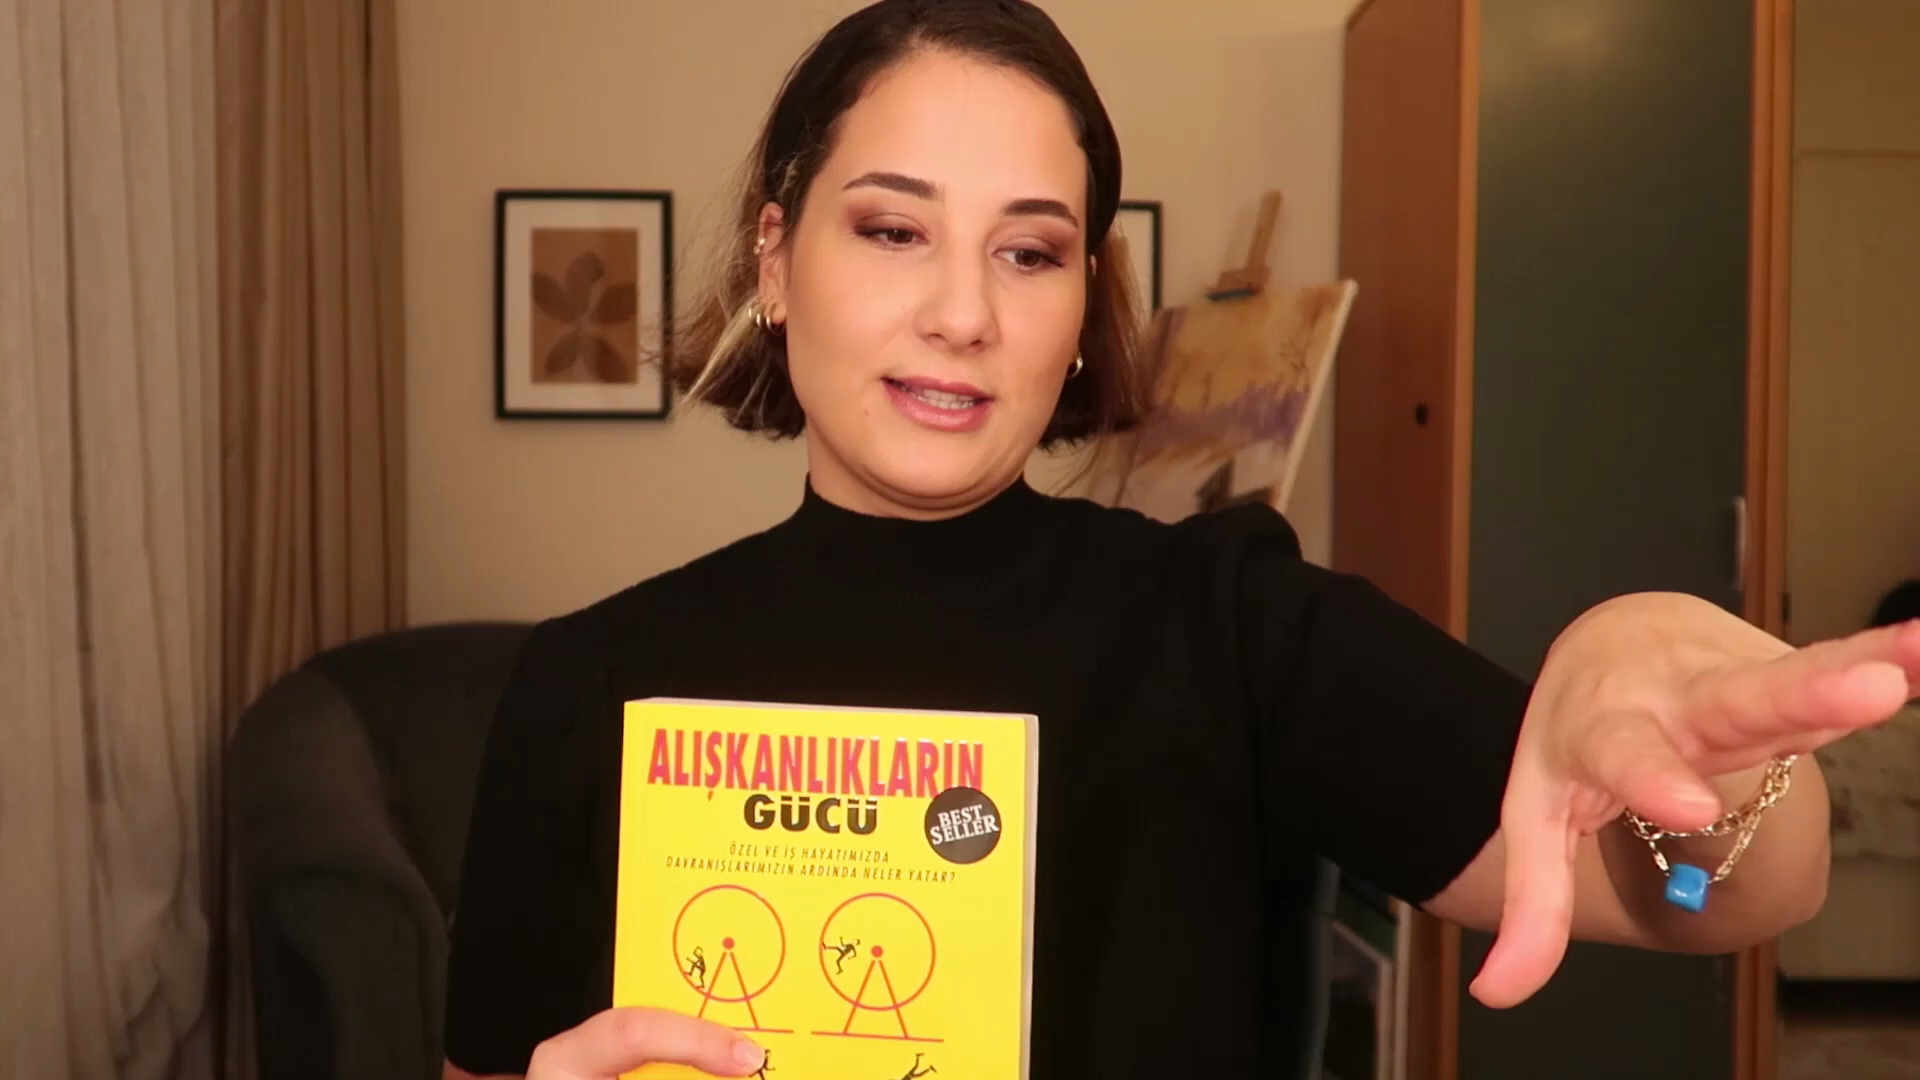 ALIŞKANLIKLARIN
GÜCÜ
BEST
SELLER
ÖZEL VE İŞ HAYATIMIZDA
DAVRANIŞLARIMIZIN ARDINDA NELER YATAR?